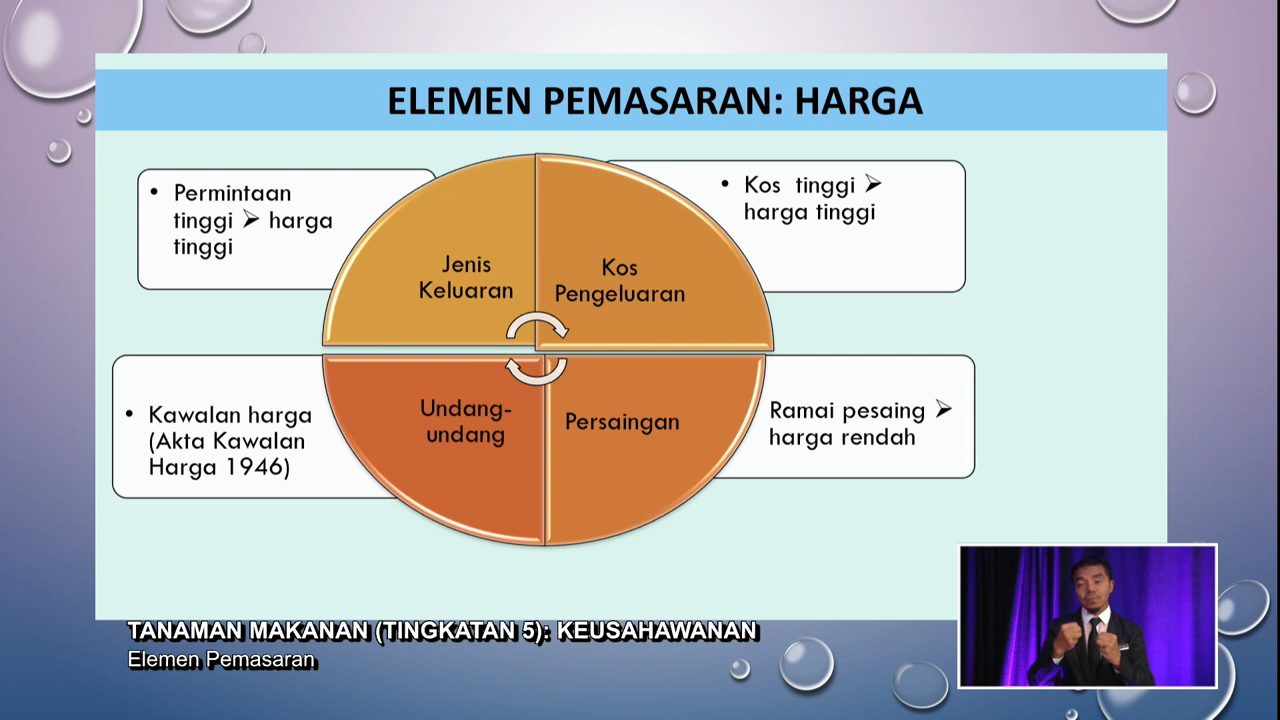 ELEMEN PEMASARAN: HARGA
• Permintaan
tinggi ➢ harga
tinggi
• Kos tinggi ➢
harga tinggi
Jenis
Keluaran
Kos
Pengeluaran
• Kawalan harga
(Akta Kawalan
Harga 1946)
Undang-
undang
Persaingan
Ramai pesaing ➢
harga rendah
TANAMAN MAKANAN (TINGKATAN 5): KEUSAHAWANAN
Elemen Pemasaran